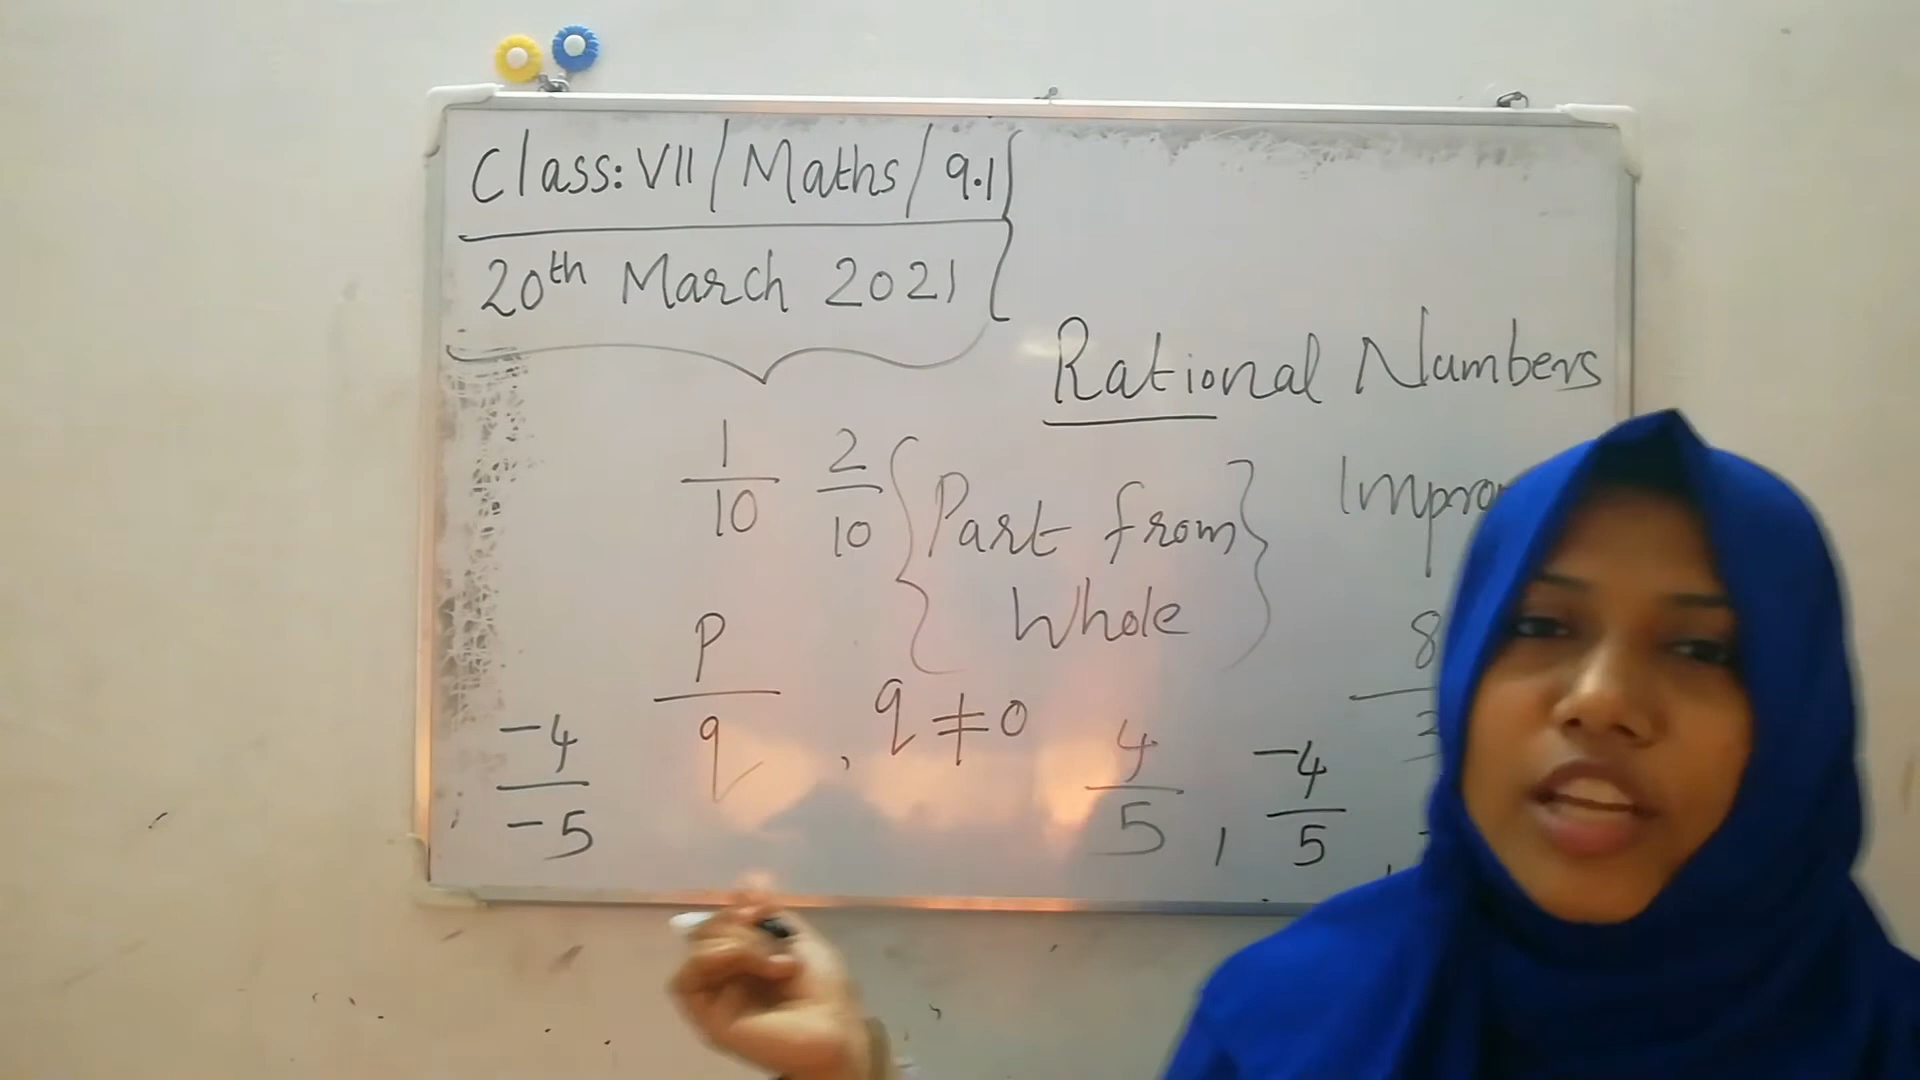 Class: VII / Maths / 9.1
20th March 2021
Rational Numbers
1/10 2/10 { Part from
Whole }
p/q , q ≠ 0
8
-4/-5
4/5 , -4/5 ,